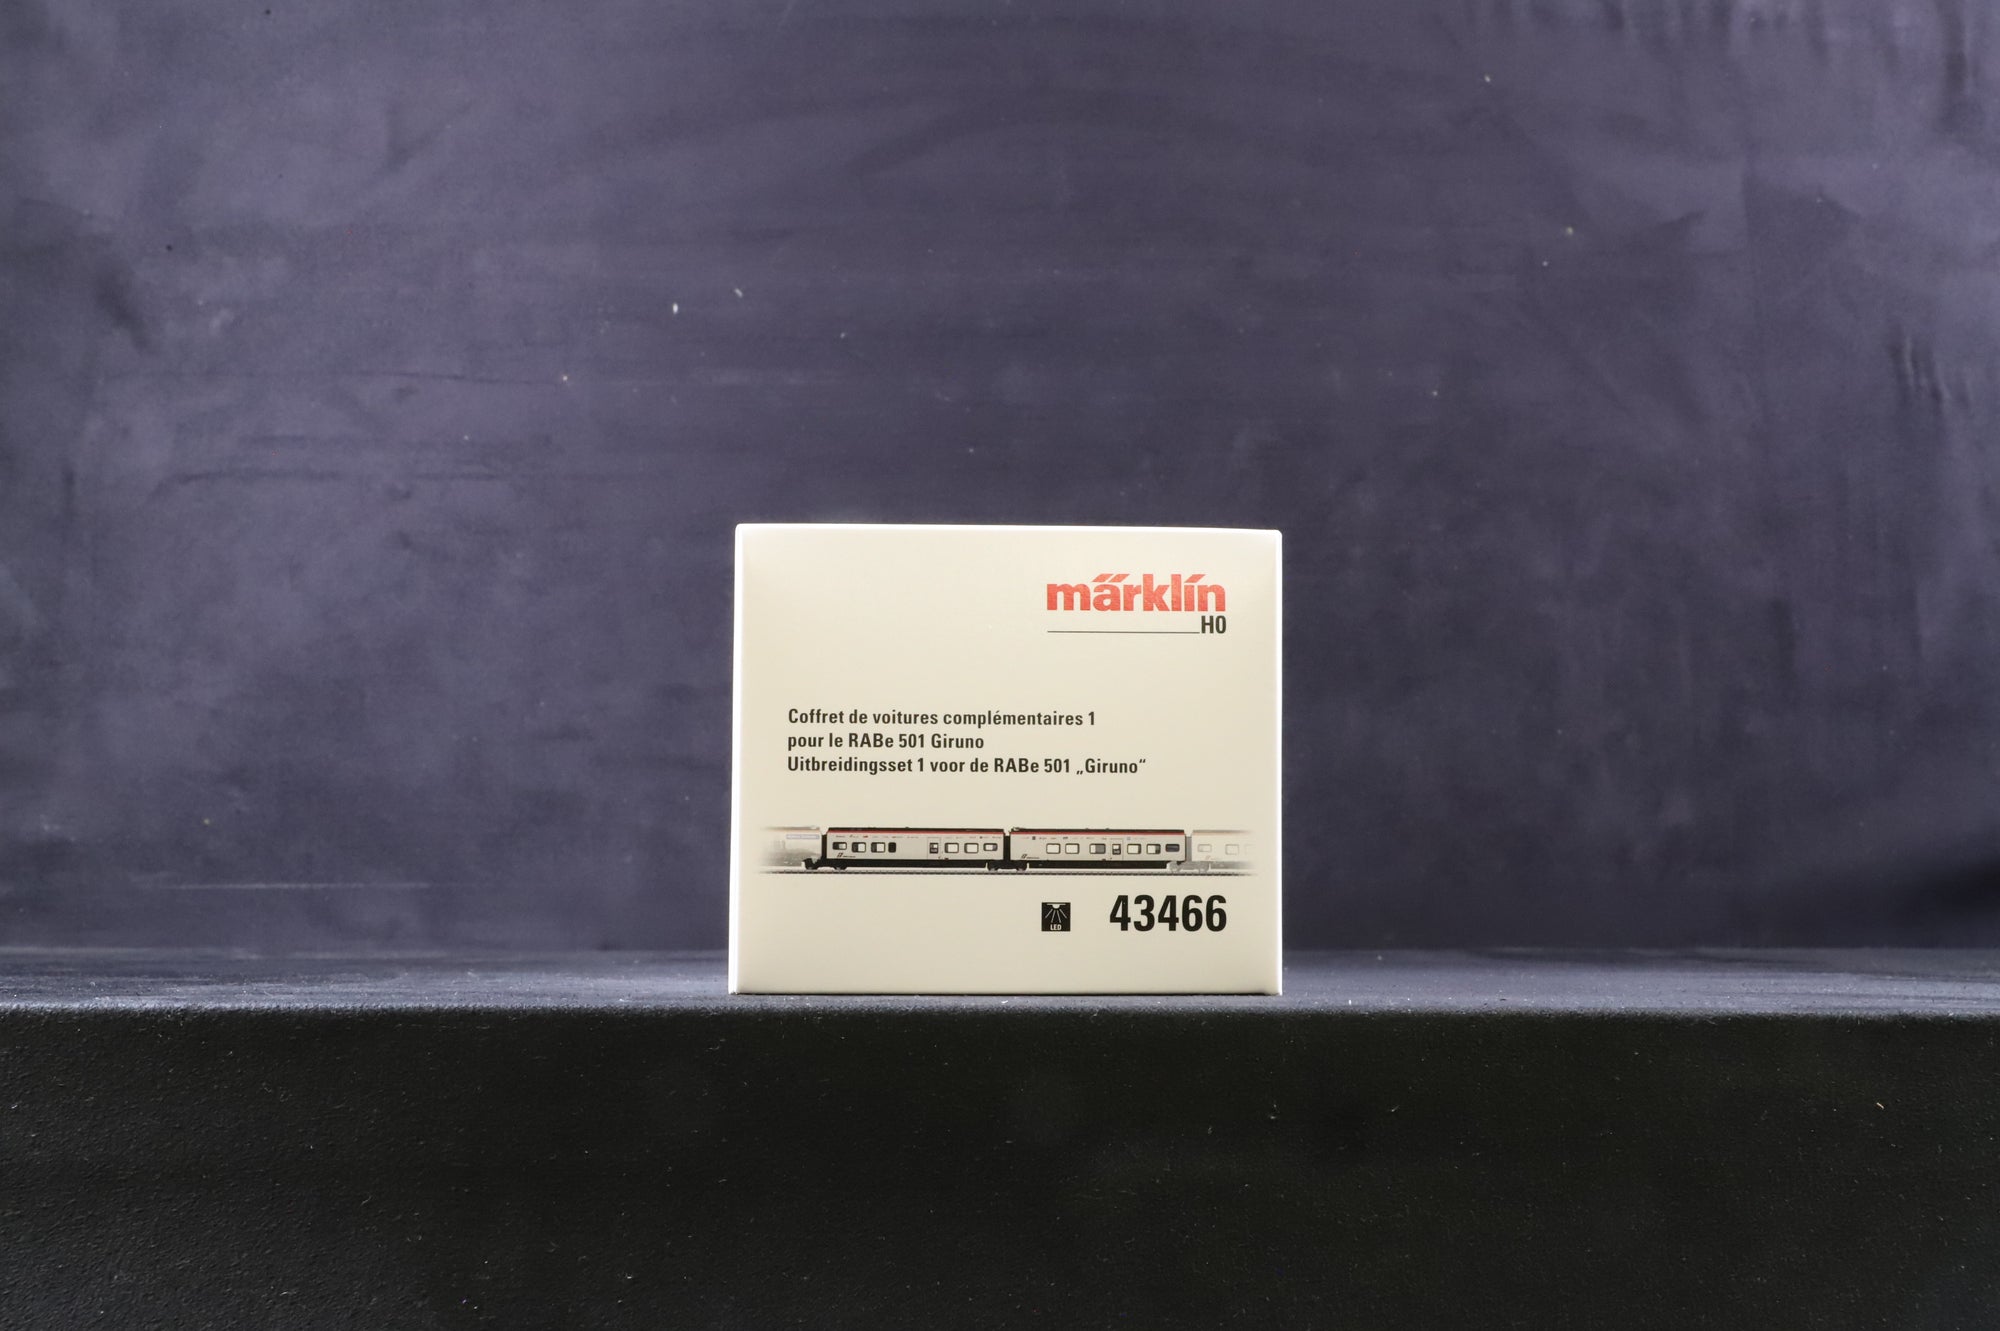 märklin
H0
Coffret de voitures complémentaires 1
pour le RABe 501 Giruno
Uitbreidingsset 1 voor de RABe 501 „Giruno“
LED
43466